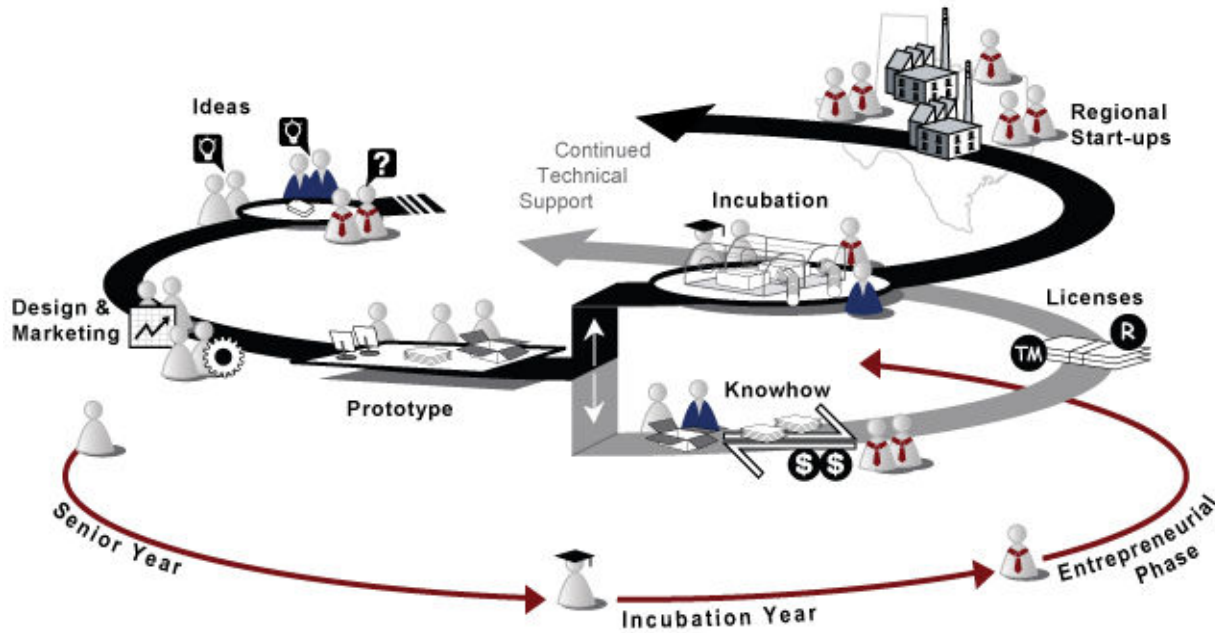 Ideas
?
Continued
Technical
Support
Incubation
Regional
Start-ups
Design &
Marketing
Prototype
Licenses
TM
R
Knowhow
$$
Senior Year
Incubation Year
Entrepreneurial
Phase